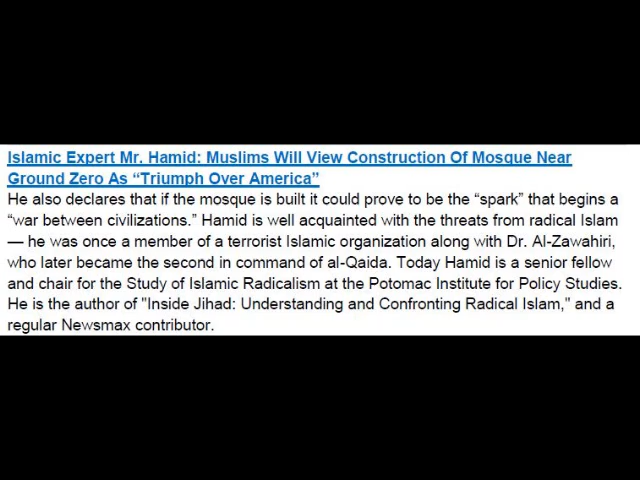 Islamic Expert Mr. Hamid: Muslims Will View Construction Of Mosque Near
Ground Zero As “Triumph Over America”
He also declares that if the mosque is built it could prove to be the “spark” that begins a
“war between civilizations.” Hamid is well acquainted with the threats from radical Islam
— he was once a member of a terrorist Islamic organization along with Dr. Al-Zawahiri,
who later became the second in command of al-Qaida. Today Hamid is a senior fellow
and chair for the Study of Islamic Radicalism at the Potomac Institute for Policy Studies.
He is the author of "Inside Jihad: Understanding and Confronting Radical Islam," and a
regular Newsmax contributor.